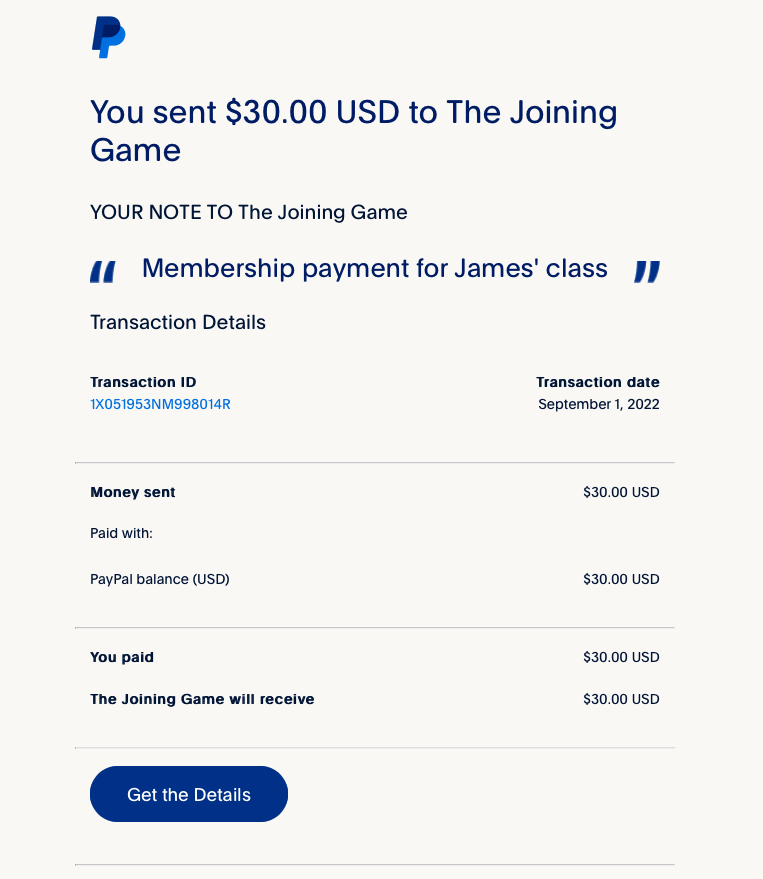 You sent $30.00 USD to The Joining
Game
YOUR NOTE TO The Joining Game
“ Membership payment for James' class ”
Transaction Details
Transaction ID Transaction date
1X051953NM998014R September 1, 2022
Money sent $30.00 USD
Paid with:
PayPal balance (USD) $30.00 USD
You paid $30.00 USD
The Joining Game will receive $30.00 USD
Get the Details